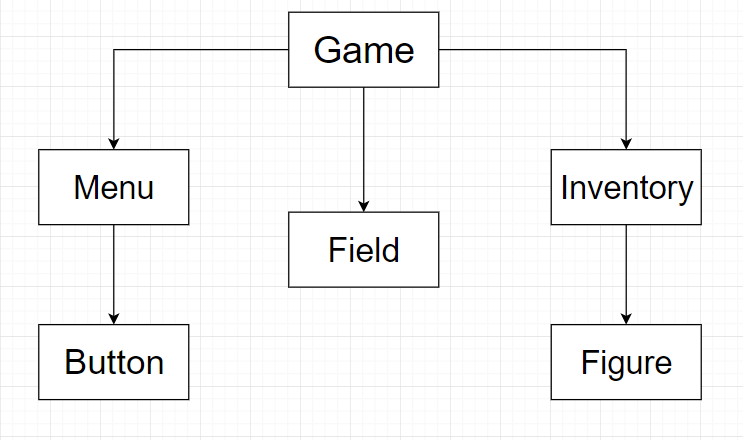 Game
Menu
Inventory
Field
Button
Figure